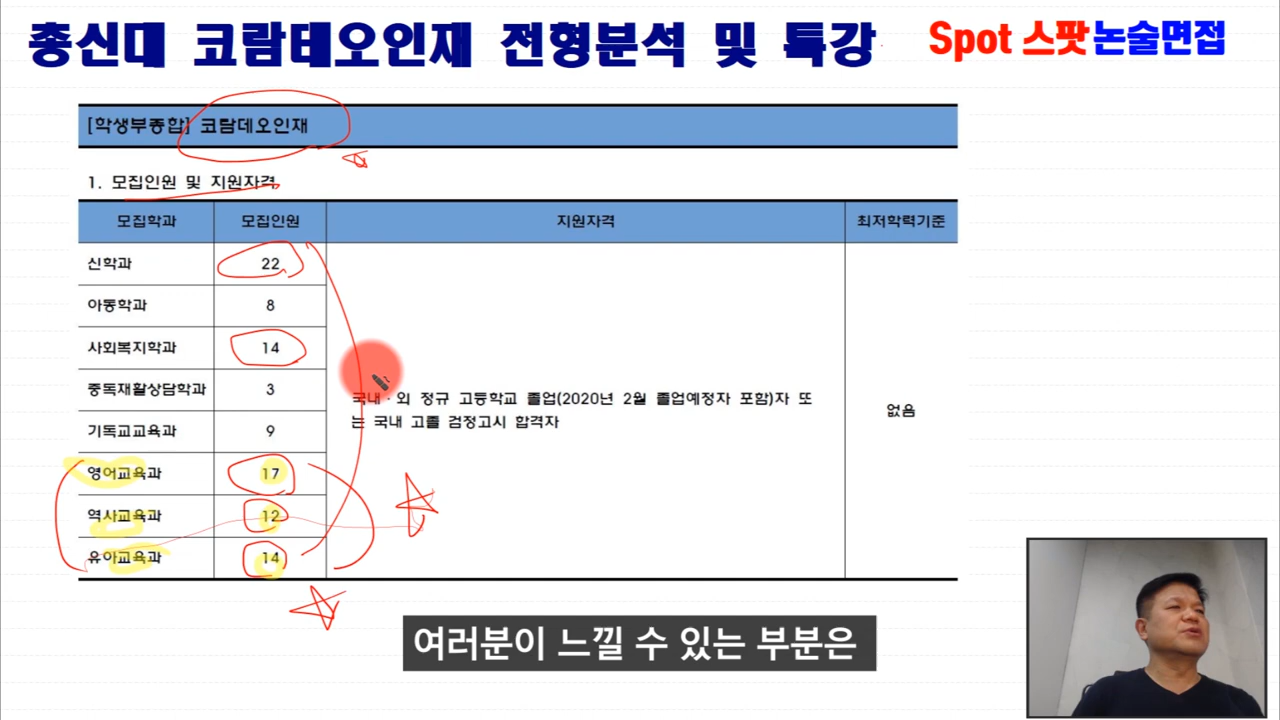 총신대 코람데오인재 전형분석 및 특강
Spot 스팟 논술면접
[학생부종합] 코람데오인재
1. 모집인원 및 지원자격
모집학과 모집인원 지원자격 최저학력기준
신학과 22
아동학과 8
사회복지학과 14
중독재활상담학과 3
기독교교육과 9
영어교육과 17
역사교육과 12
유아교육과 14
국내·외 정규 고등학교 졸업(2020년 2월 졸업예정자 포함)자 또
는 국내 고졸 검정고시 합격자
없음
여러분이 느낄 수 있는 부분은